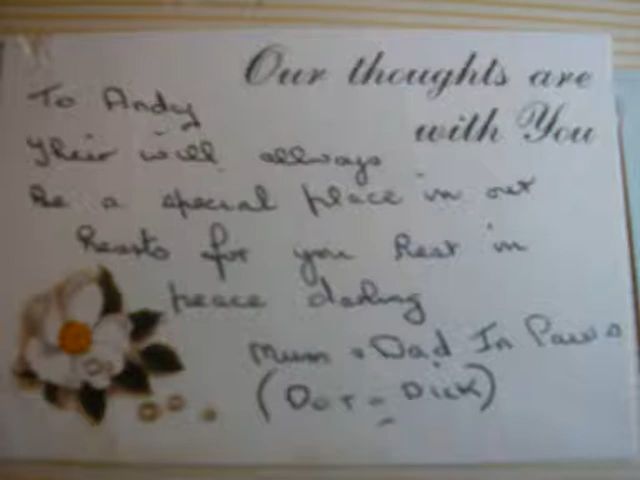 Our thoughts are
with You
To Andy
Their will allways
be a special place in our
hearts for you Rest in
peace darling
Mum + Dad In Laws
(Dot - Dick)